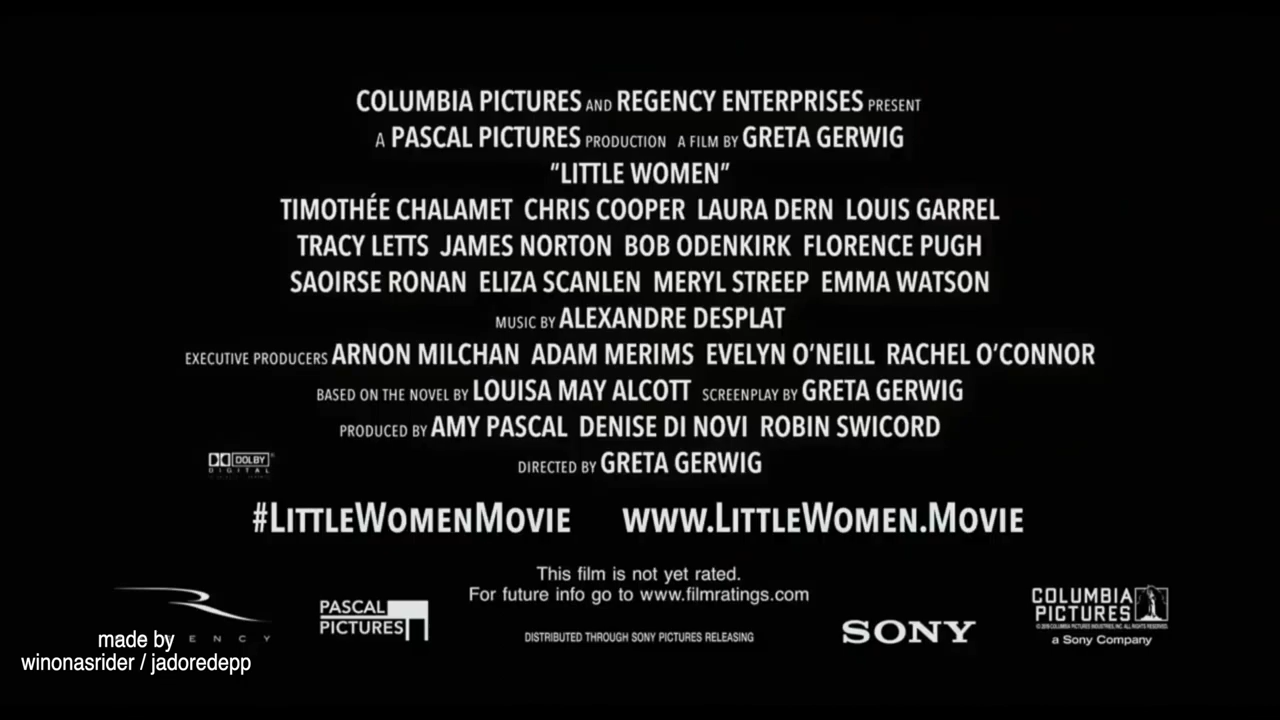 COLUMBIA PICTURES AND REGENCY ENTERPRISES PRESENT
A PASCAL PICTURES PRODUCTION A FILM BY GRETA GERWIG
“LITTLE WOMEN”
TIMOTHÉE CHALAMET CHRIS COOPER LAURA DERN LOUIS GARREL
TRACY LETTS JAMES NORTON BOB ODENKIRK FLORENCE PUGH
SAOIRSE RONAN ELIZA SCANLEN MERYL STREEP EMMA WATSON
MUSIC BY ALEXANDRE DESPLAT
EXECUTIVE PRODUCERS ARNON MILCHAN ADAM MERIMS EVELYN O’NEILL RACHEL O’CONNOR
BASED ON THE NOVEL BY LOUISA MAY ALCOTT SCREENPLAY BY GRETA GERWIG
PRODUCED BY AMY PASCAL DENISE DI NOVI ROBIN SWICORD
DOLBY
DIGITAL
DIRECTED BY GRETA GERWIG
#LITTLEWOMENMOVIE WWW.LITTLEWOMEN.MOVIE
This film is not yet rated.
For future info go to www.filmratings.com
DISTRIBUTED THROUGH SONY PICTURES RELEASING
made by
winonasrider / jadoredepp
PASCAL
PICTURES
SONY
COLUMBIA
PICTURES
a Sony Company